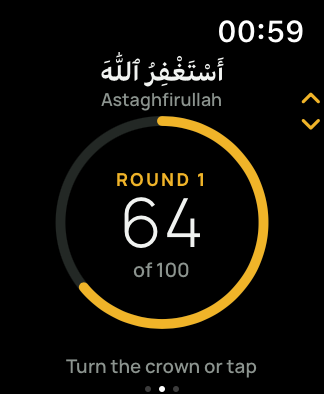 00:59
أَسْتَغْفِرُ ٱللَّٰهَ
Astaghfirullah
ROUND 1
64
of 100
Turn the crown or tap